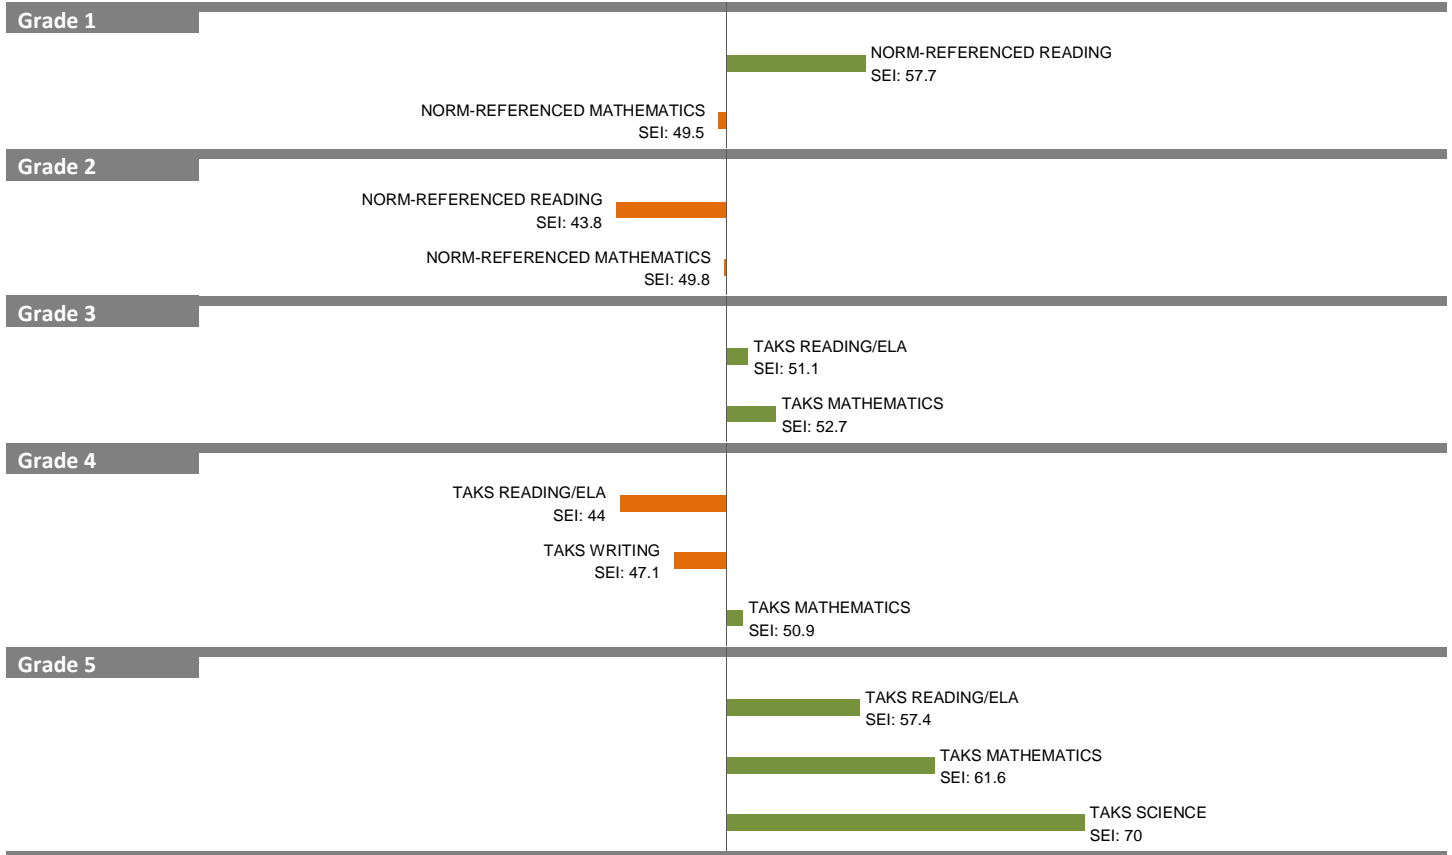 Grade 1
NORM-REFERENCED READING
SEI: 57.7
NORM-REFERENCED MATHEMATICS
SEI: 49.5
Grade 2
NORM-REFERENCED READING
SEI: 43.8
NORM-REFERENCED MATHEMATICS
SEI: 49.8
Grade 3
TAKS READING/ELA
SEI: 51.1
TAKS MATHEMATICS
SEI: 52.7
Grade 4
TAKS READING/ELA
SEI: 44
TAKS WRITING
SEI: 47.1
TAKS MATHEMATICS
SEI: 50.9
Grade 5
TAKS READING/ELA
SEI: 57.4
TAKS MATHEMATICS
SEI: 61.6
TAKS SCIENCE
SEI: 70